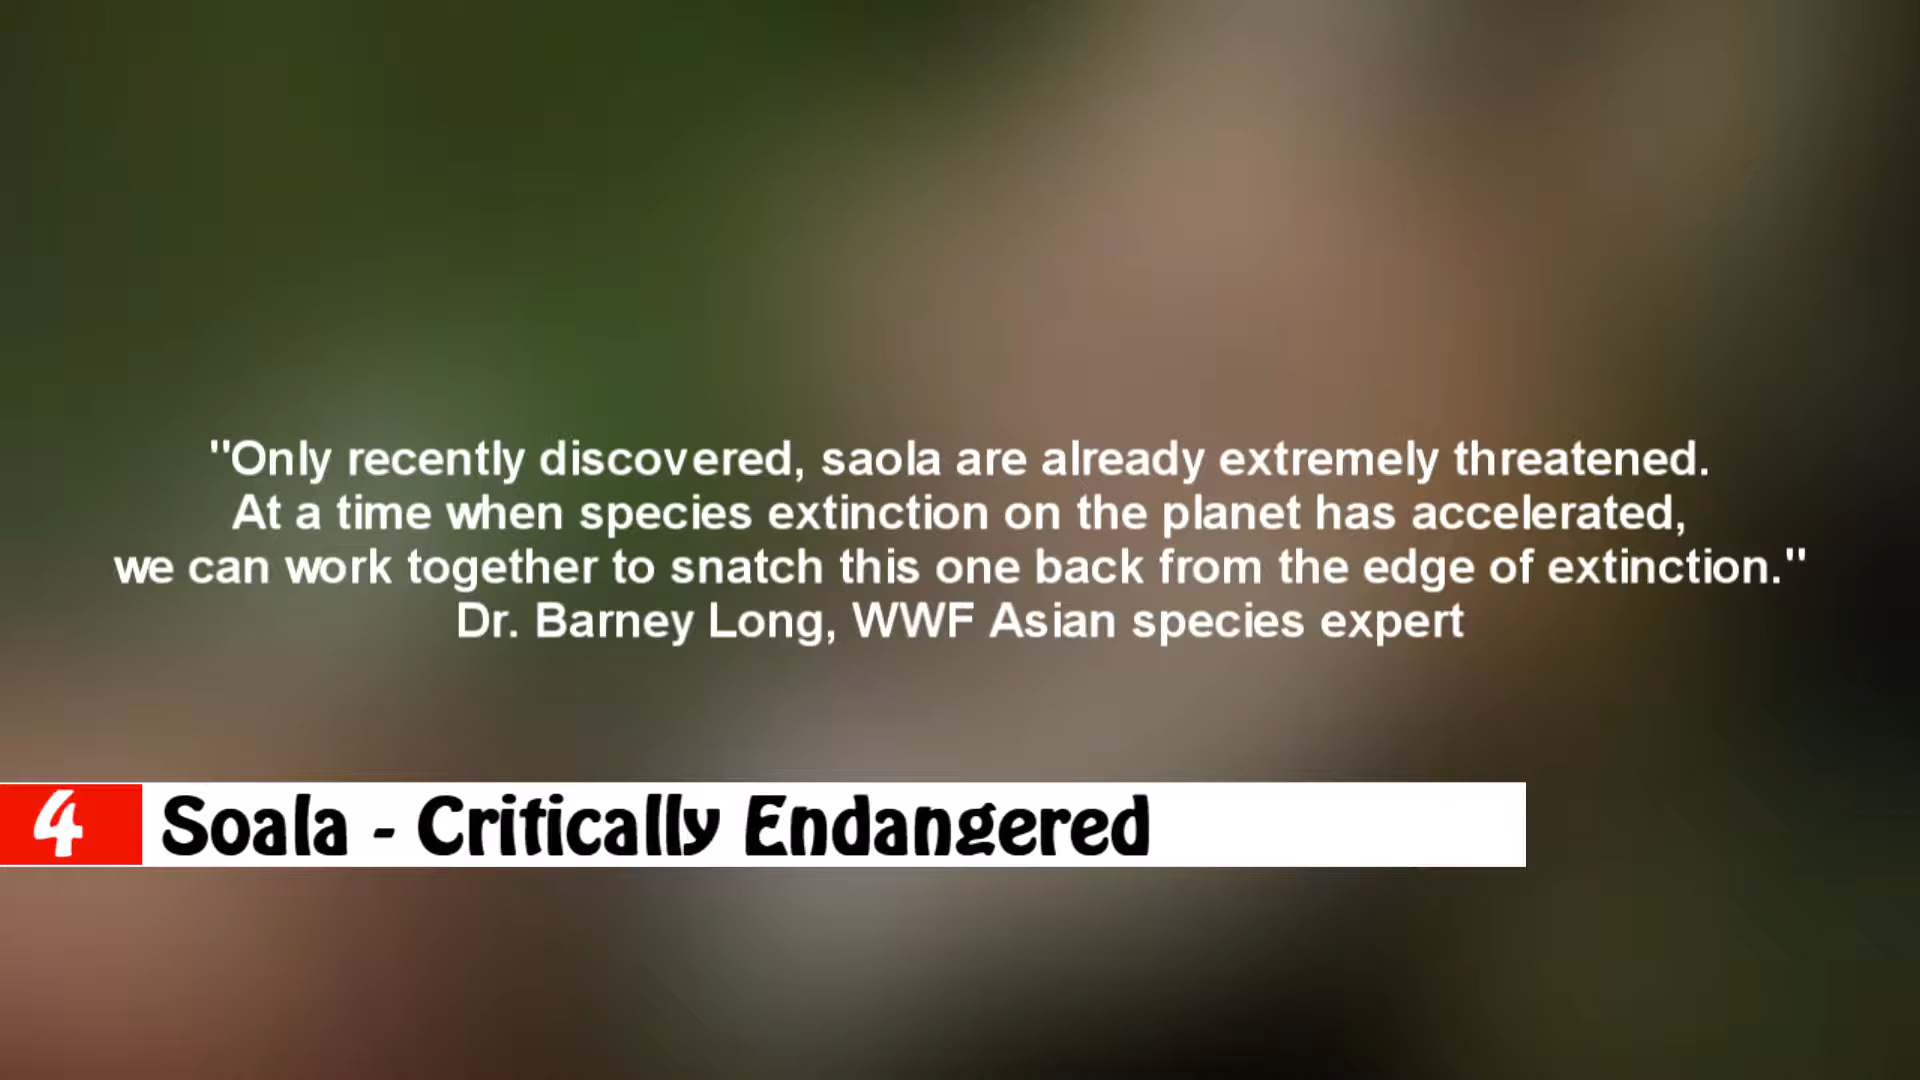 "Only recently discovered, saola are already extremely threatened.
At a time when species extinction on the planet has accelerated,
we can work together to snatch this one back from the edge of extinction."
Dr. Barney Long, WWF Asian species expert
4 Soala - Critically Endangered